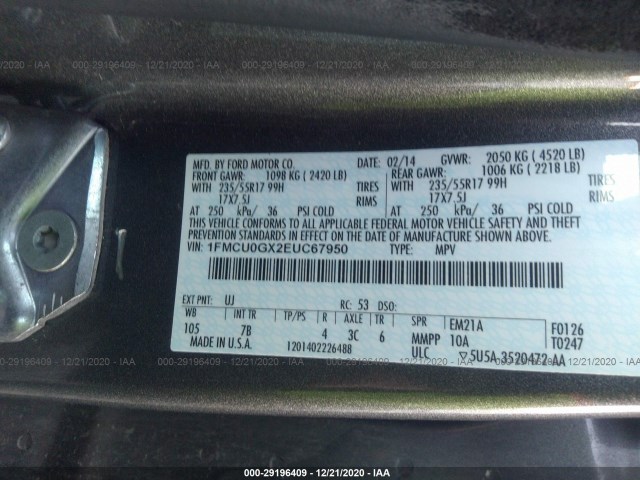 000-29196409 - 12/21/2020 - IAA
MFD. BY FORD MOTOR CO. DATE: 02/14 GVWR: 2050 KG ( 4520 LB)
FRONT GAWR: 1098 KG ( 2420 LB) REAR GAWR: 1006 KG ( 2218 LB)
WITH 235/55R17 99H TIRES WITH 235/55R17 99H TIRES
17X7.5J RIMS 17X7.5J RIMS
AT 250 kPa/ 36 PSI COLD AT 250 kPa/ 36 PSI COLD
THIS VEHICLE CONFORMS TO ALL APPLICABLE FEDERAL MOTOR VEHICLE SAFETY AND THEFT
PREVENTION STANDARDS IN EFFECT ON THE DATE OF MANUFACTURE SHOWN ABOVE.
VIN: 1FMCU0GX2EUC67950 TYPE: MPV
EXT PNT: UJ RC: 53 DSO:
WB INT TR TP/PS R AXLE TR SPR EM21A F0126
105 7B 4 3C 6 MMPP 10A T0247
MADE IN U.S.A. 1201402226488 ULC ▽5U5A-3520472-AA
000-29196409 - 12/21/2020 - IAA